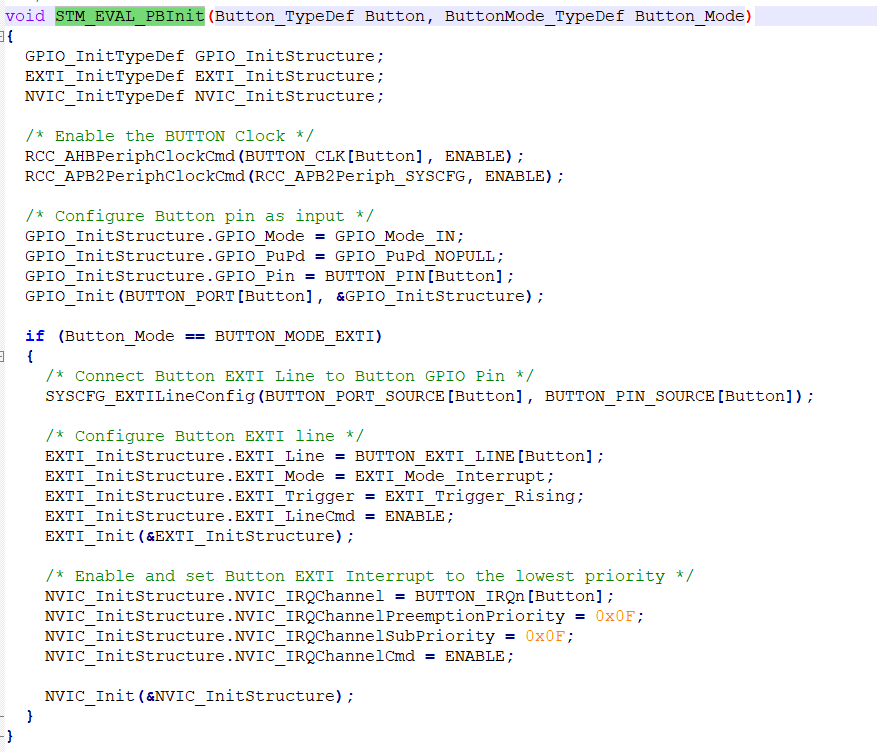 void STM_EVAL_PBInit(Button_TypeDef Button, ButtonMode_TypeDef Button_Mode)
{
  GPIO_InitTypeDef GPIO_InitStructure;
  EXTI_InitTypeDef EXTI_InitStructure;
  NVIC_InitTypeDef NVIC_InitStructure;

  /* Enable the BUTTON Clock */
  RCC_AHBPeriphClockCmd(BUTTON_CLK[Button], ENABLE);
  RCC_APB2PeriphClockCmd(RCC_APB2Periph_SYSCFG, ENABLE);

  /* Configure Button pin as input */
  GPIO_InitStructure.GPIO_Mode = GPIO_Mode_IN;
  GPIO_InitStructure.GPIO_PuPd = GPIO_PuPd_NOPULL;
  GPIO_InitStructure.GPIO_Pin = BUTTON_PIN[Button];
  GPIO_Init(BUTTON_PORT[Button], &GPIO_InitStructure);

  if (Button_Mode == BUTTON_MODE_EXTI)
  {
    /* Connect Button EXTI Line to Button GPIO Pin */
    SYSCFG_EXTILineConfig(BUTTON_PORT_SOURCE[Button], BUTTON_PIN_SOURCE[Button]);

    /* Configure Button EXTI line */
    EXTI_InitStructure.EXTI_Line = BUTTON_EXTI_LINE[Button];
    EXTI_InitStructure.EXTI_Mode = EXTI_Mode_Interrupt;
    EXTI_InitStructure.EXTI_Trigger = EXTI_Trigger_Rising;
    EXTI_InitStructure.EXTI_LineCmd = ENABLE;
    EXTI_Init(&EXTI_InitStructure);

    /* Enable and set Button EXTI Interrupt to the lowest priority */
    NVIC_InitStructure.NVIC_IRQChannel = BUTTON_IRQn[Button];
    NVIC_InitStructure.NVIC_IRQChannelPreemptionPriority = 0x0F;
    NVIC_InitStructure.NVIC_IRQChannelSubPriority = 0x0F;
    NVIC_InitStructure.NVIC_IRQChannelCmd = ENABLE;

    NVIC_Init(&NVIC_InitStructure);
  }
}